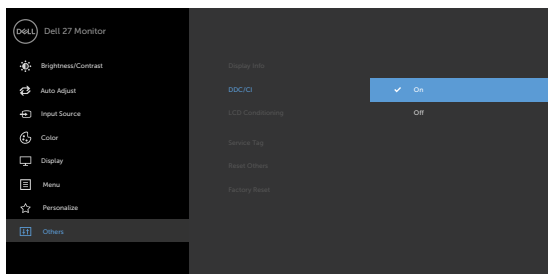 DELL Dell 27 Monitor
Brightness/Contrast
Auto Adjust
Input Source
Color
Display
Menu
Personalize
Others
Display Info
DDC/CI
LCD Conditioning
Service Tag
Reset Others
Factory Reset
On
Off